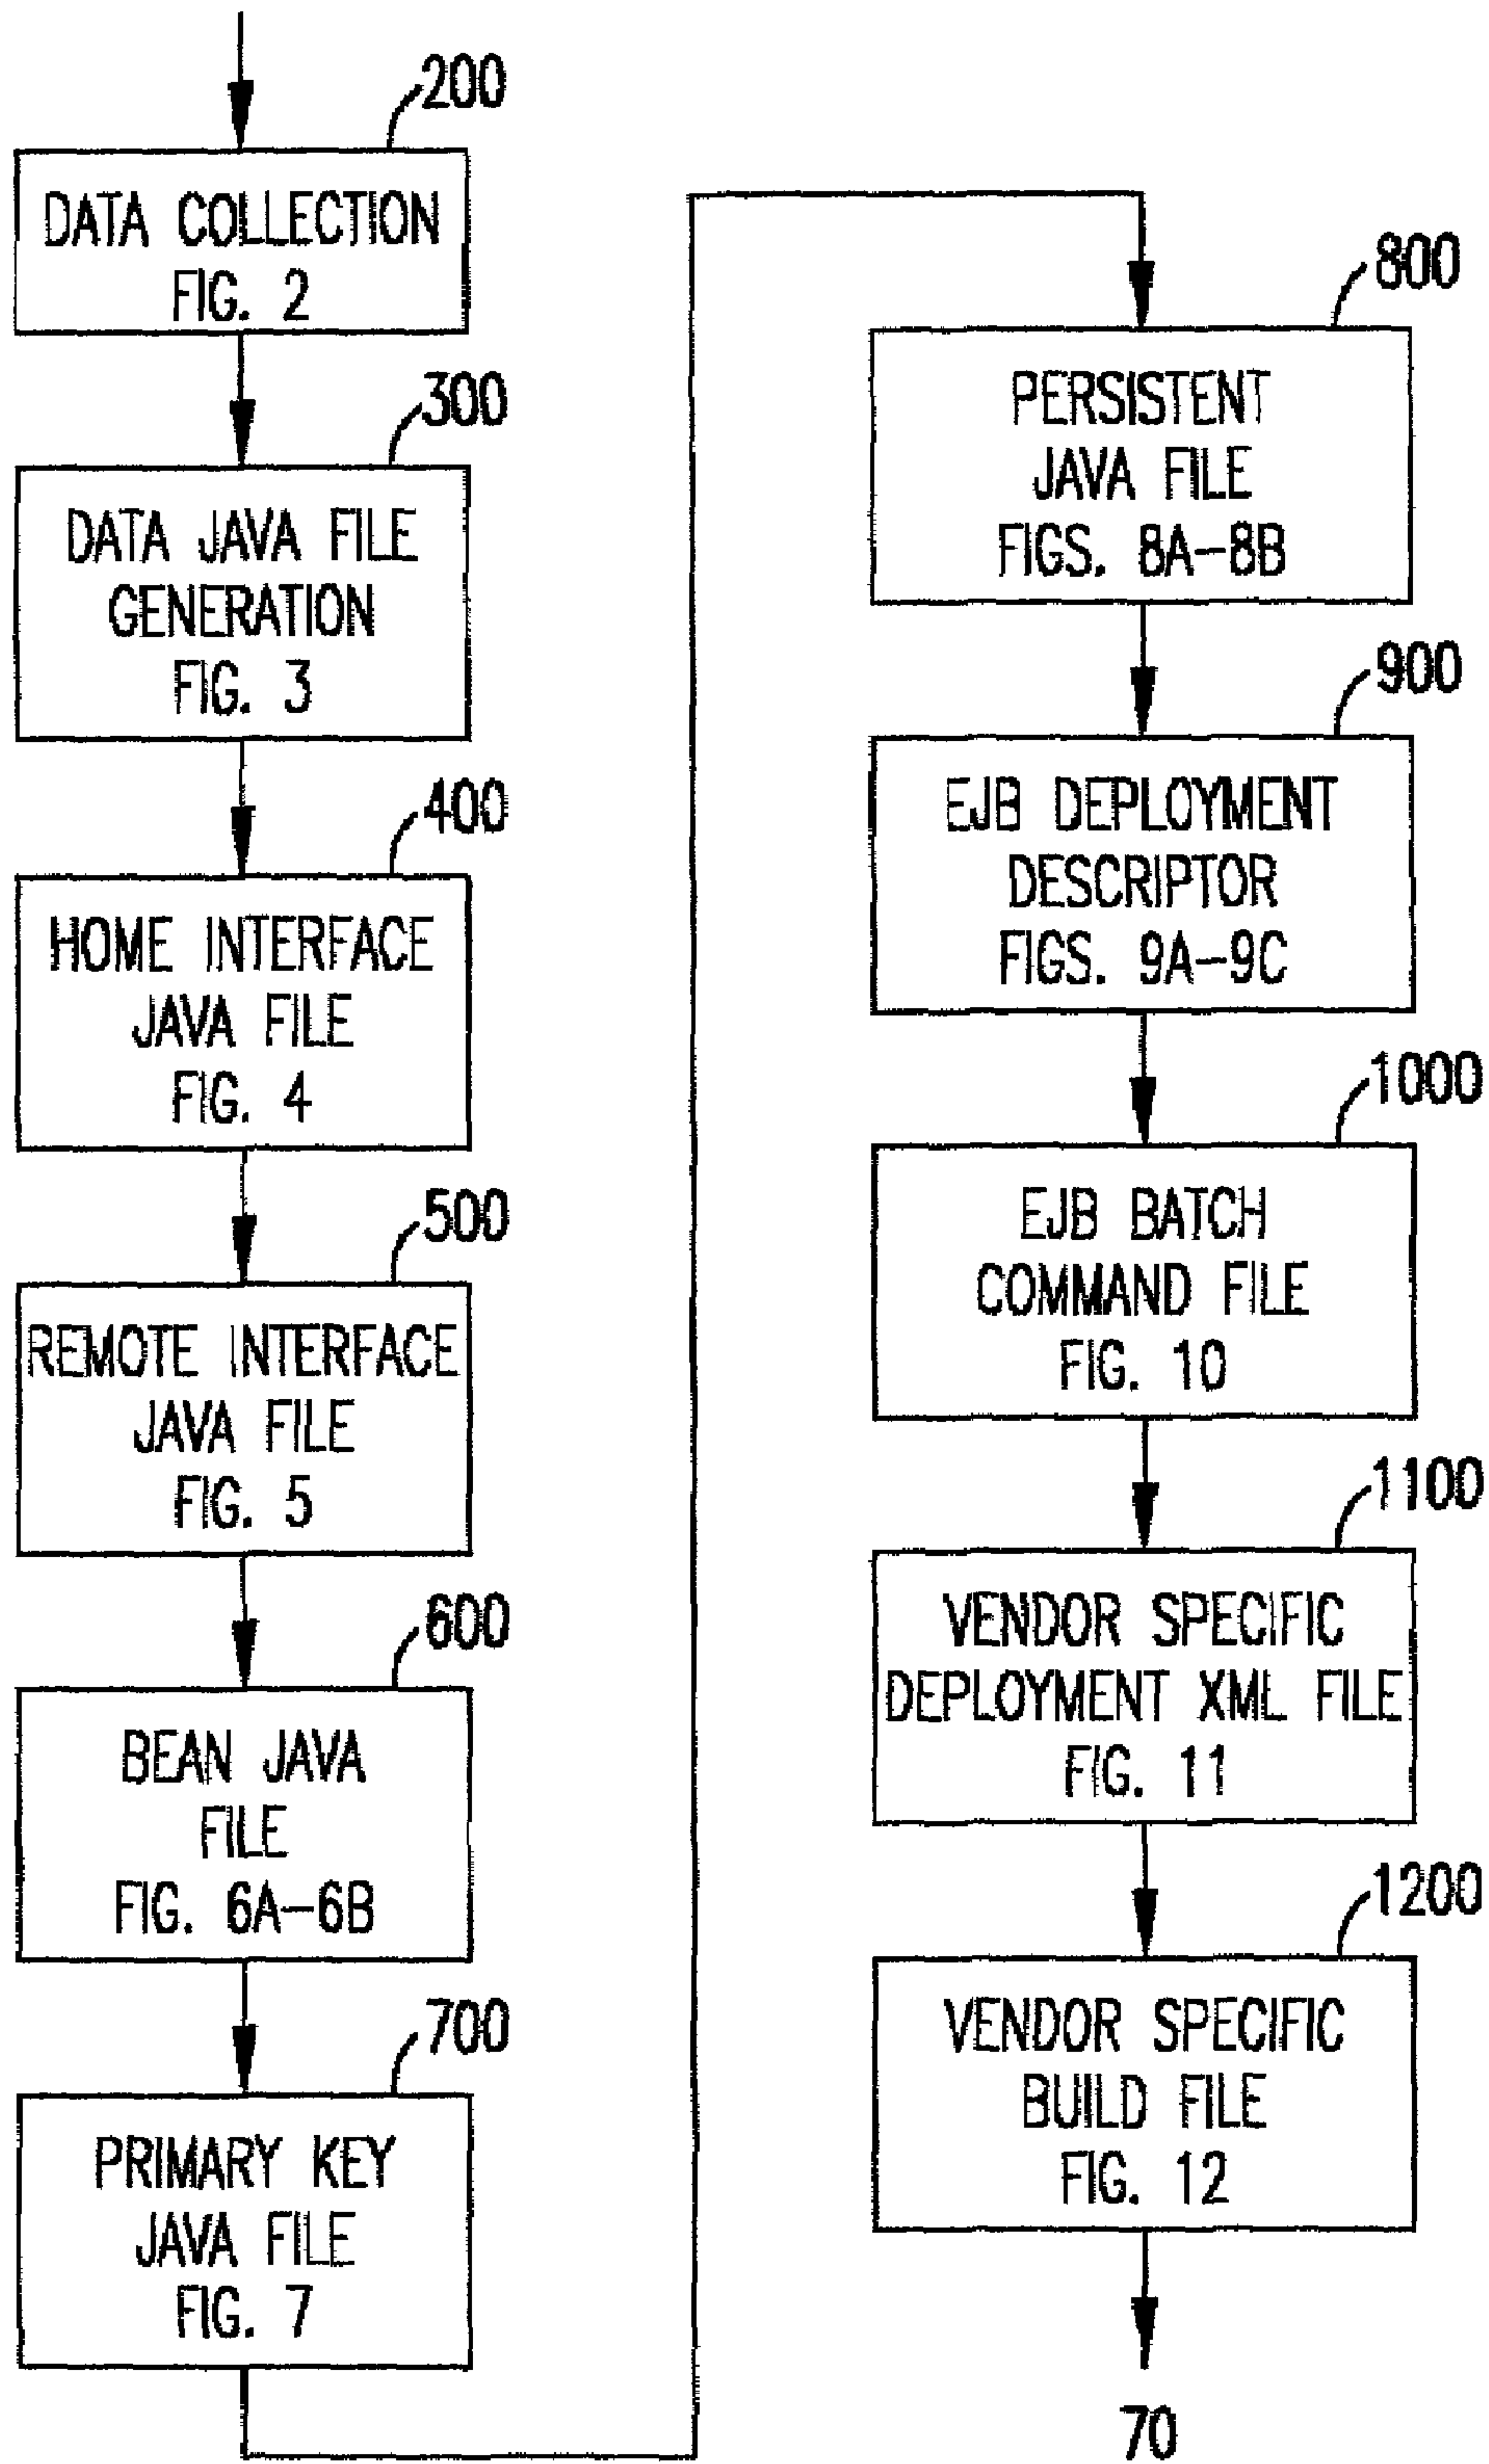 200
DATA COLLECTION
FIG. 2
300
DATA JAVA FILE
GENERATION
FIG. 3
400
HOME INTERFACE
JAVA FILE
FIG. 4
500
REMOTE INTERFACE
JAVA FILE
FIG. 5
600
BEAN JAVA
FILE
FIG. 6A-6B
700
PRIMARY KEY
JAVA FILE
FIG. 7
800
PERSISTENT
JAVA FILE
FIGS. 8A-8B
900
EJB DEPLOYMENT
DESCRIPTOR
FIGS. 9A-9C
1000
EJB BATCH
COMMAND FILE
FIG. 10
1100
VENDOR SPECIFIC
DEPLOYMENT XML FILE
FIG. 11
1200
VENDOR SPECIFIC
BUILD FILE
FIG. 12
70